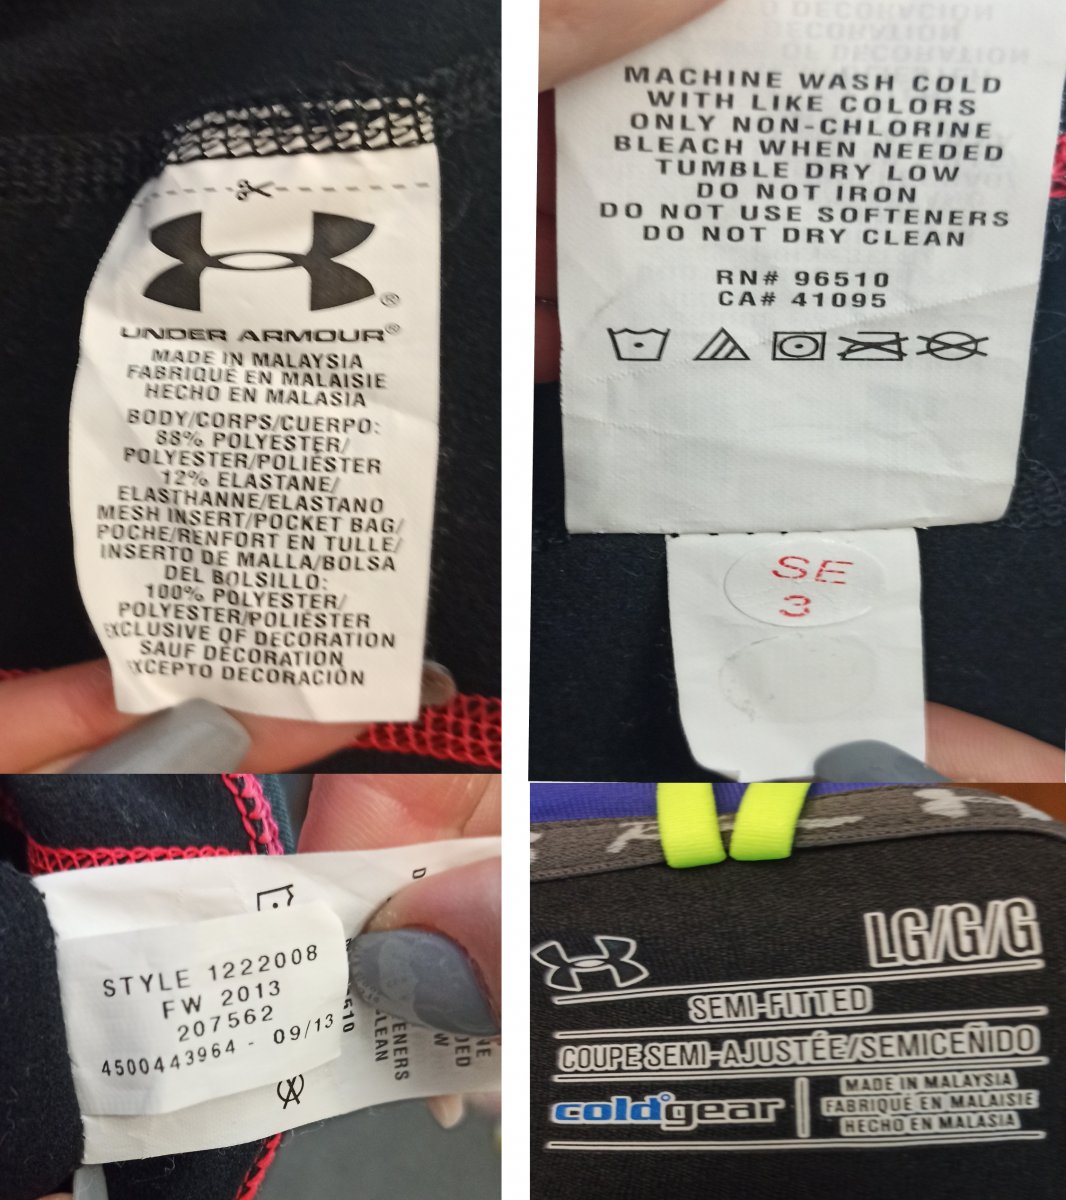 UNDER ARMOUR®
MADE IN MALAYSIA
FABRIQUÉ EN MALAISIE
HECHO EN MALASIA
BODY/CORPS/CUERPO:
88% POLYESTER/
POLYESTER/POLIÉSTER
12% ELASTANE/
ELASTHANNE/ELASTANO
MESH INSERT/POCKET BAG/
POCHE/RENFORT EN TULLE/
INSERTO DE MALLA/BOLSA
DEL BOLSILLO:
100% POLYESTER/
POLYESTER/POLIÉSTER
EXCLUSIVE OF DECORATION
SAUF DÉCORATION
EXCEPTO DECORACIÓN
MACHINE WASH COLD
WITH LIKE COLORS
ONLY NON-CHLORINE
BLEACH WHEN NEEDED
TUMBLE DRY LOW
DO NOT IRON
DO NOT USE SOFTENERS
DO NOT DRY CLEAN
RN# 96510
CA# 41095
SE
3
STYLE 1222008
FW 2013
207562
4500443964 - 09/13
LG/G/G
SEMI-FITTED
COUPE SEMI-AJUSTÉE/SEMICEÑIDO
coldgear
MADE IN MALAYSIA
FABRIQUÉ EN MALAISIE
HECHO EN MALASIA